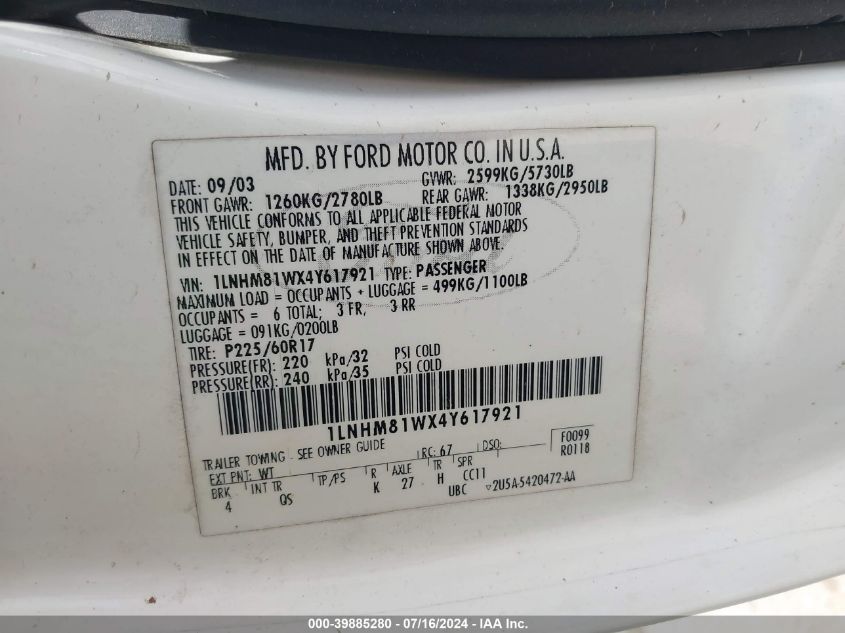 MFD. BY FORD MOTOR CO. IN U.S.A.
DATE: 09/03 GVWR: 2599KG/5730LB
FRONT GAWR: 1260KG/2780LB REAR GAWR: 1338KG/2950LB
THIS VEHICLE CONFORMS TO ALL APPLICABLE FEDERAL MOTOR
VEHICLE SAFETY, BUMPER, AND THEFT PREVENTION STANDARDS
IN EFFECT ON THE DATE OF MANUFACTURE SHOWN ABOVE.
VIN: 1LNHM81WX4Y617921 TYPE: PASSENGER
MAXIMUM LOAD = OCCUPANTS + LUGGAGE = 499KG/1100LB
OCCUPANTS = 6 TOTAL; 3 FR, 3 RR
LUGGAGE = 091KG/0200LB
TIRE: P225/60R17
PRESSURE(FR): 220 kPa/32 PSI COLD
PRESSURE(RR): 240 kPa/35 PSI COLD
1LNHM81WX4Y617921
TRAILER TOWING - SEE OWNER GUIDE RC: 67 DSO: F0099
EXT PNT: WT R0118
BRK INT TR TP/PS R AXLE TR SPR
4 QS K 27 H CC11
UBC 2U5A-5420472-AA
000-39885280 / 07/16/2024 - IAA Inc.